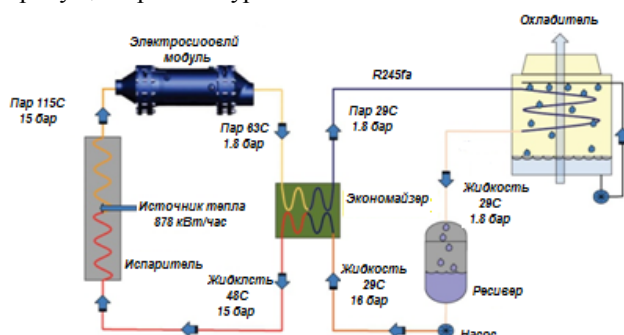 Охладитель
Электросиоовлй
модуль
R245fa
Пар 115С
15 бар
Пар 63С
1.8 бар
Пар 29С
1.8 бар
Экономайзер
Жидкость
29С
1.8 бар
Источник тепла
878 кВт/час
Испаритель
Жидклсть
48С
15 бар
Жидкость
29С
16 бар
Ресивер
Насос